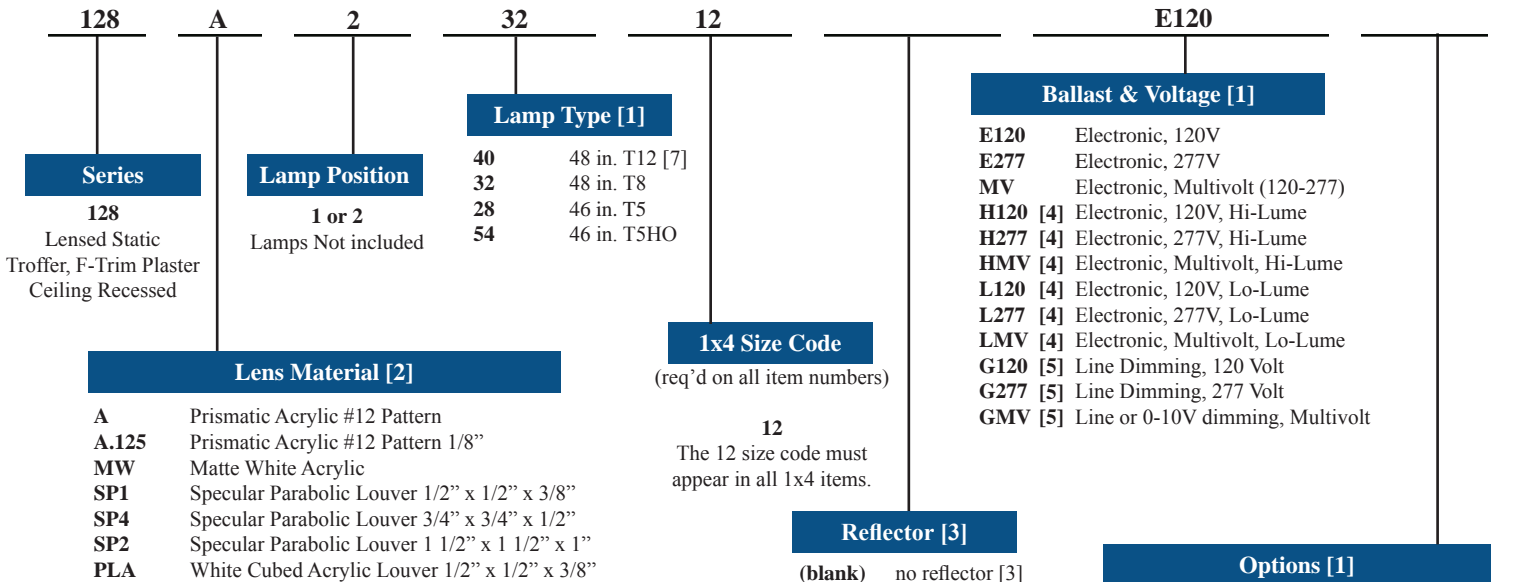 128 A 2 32 12 E120
Series
128
Lensed Static
Troffer, F-Trim Plaster
Ceiling Recessed
Lens Material [2]
A Prismatic Acrylic #12 Pattern
A.125 Prismatic Acrylic #12 Pattern 1/8”
MW Matte White Acrylic
SP1 Specular Parabolic Louver 1/2” x 1/2” x 3/8”
SP4 Specular Parabolic Louver 3/4” x 3/4” x 1/2”
SP2 Specular Parabolic Louver 1 1/2” x 1 1/2” x 1”
PLA White Cubed Acrylic Louver 1/2” x 1/2” x 3/8”
Lamp Position
1 or 2
Lamps Not included
Lamp Type [1]
40 48 in. T12 [7]
32 48 in. T8
28 46 in. T5
54 46 in. T5HO
1x4 Size Code
(req’d on all item numbers)
12
The 12 size code must
appear in all 1x4 items.
Reflector [3]
(blank) no reflector [3]
Ballast & Voltage [1]
E120 Electronic, 120V
E277 Electronic, 277V
MV Electronic, Multivolt (120-277)
H120 [4] Electronic, 120V, Hi-Lume
H277 [4] Electronic, 277V, Hi-Lume
HMV [4] Electronic, Multivolt, Hi-Lume
L120 [4] Electronic, 120V, Lo-Lume
L277 [4] Electronic, 277V, Lo-Lume
LMV [4] Electronic, Multivolt, Lo-Lume
G120 [5] Line Dimming, 120 Volt
G277 [5] Line Dimming, 277 Volt
GMV [5] Line or 0-10V dimming, Multivolt
Options [1]